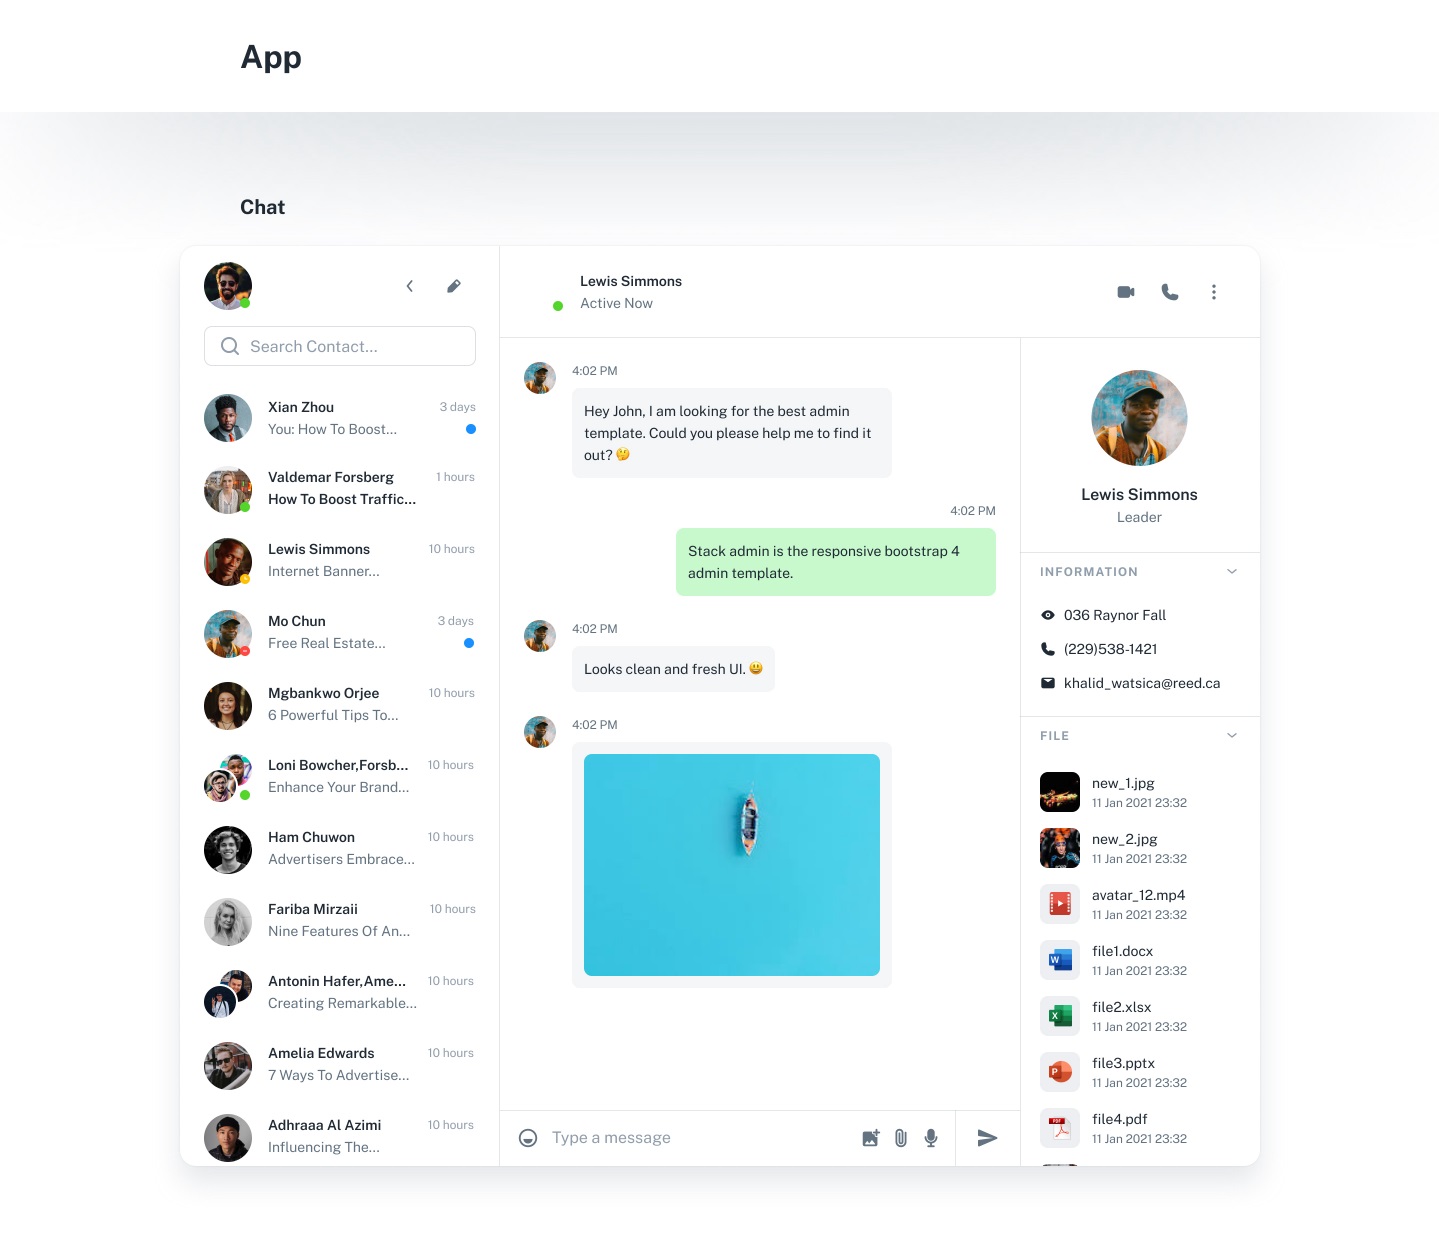 App
Chat
Search Contact...
Xian Zhou
3 days
You: How To Boost...
Valdemar Forsberg
1 hours
How To Boost Traffic...
Lewis Simmons
10 hours
Internet Banner...
Mo Chun
3 days
Free Real Estate...
Mgbankwo Orjee
10 hours
6 Powerful Tips To...
Loni Bowcher,Forsb...
10 hours
Enhance Your Brand...
Ham Chuwon
10 hours
Advertisers Embrace...
Fariba Mirzaii
10 hours
Nine Features Of An...
Antonin Hafer,Ame...
10 hours
Creating Remarkable...
Amelia Edwards
10 hours
7 Ways To Advertise...
Adhraaa Al Azimi
10 hours
Influencing The...
Lewis Simmons
Active Now
4:02 PM
Hey John, I am looking for the best admin
template. Could you please help me to find it
out? 🤔
4:02 PM
Stack admin is the responsive bootstrap 4
admin template.
4:02 PM
Looks clean and fresh UI. 😃
4:02 PM
Type a message
Lewis Simmons
Leader
INFORMATION
036 Raynor Fall
(229)538-1421
khalid_watsica@reed.ca
FILE
new_1.jpg
11 Jan 2021 23:32
new_2.jpg
11 Jan 2021 23:32
avatar_12.mp4
11 Jan 2021 23:32
W
file1.docx
11 Jan 2021 23:32
X
file2.xlsx
11 Jan 2021 23:32
P
file3.pptx
11 Jan 2021 23:32
PDF
file4.pdf
11 Jan 2021 23:32